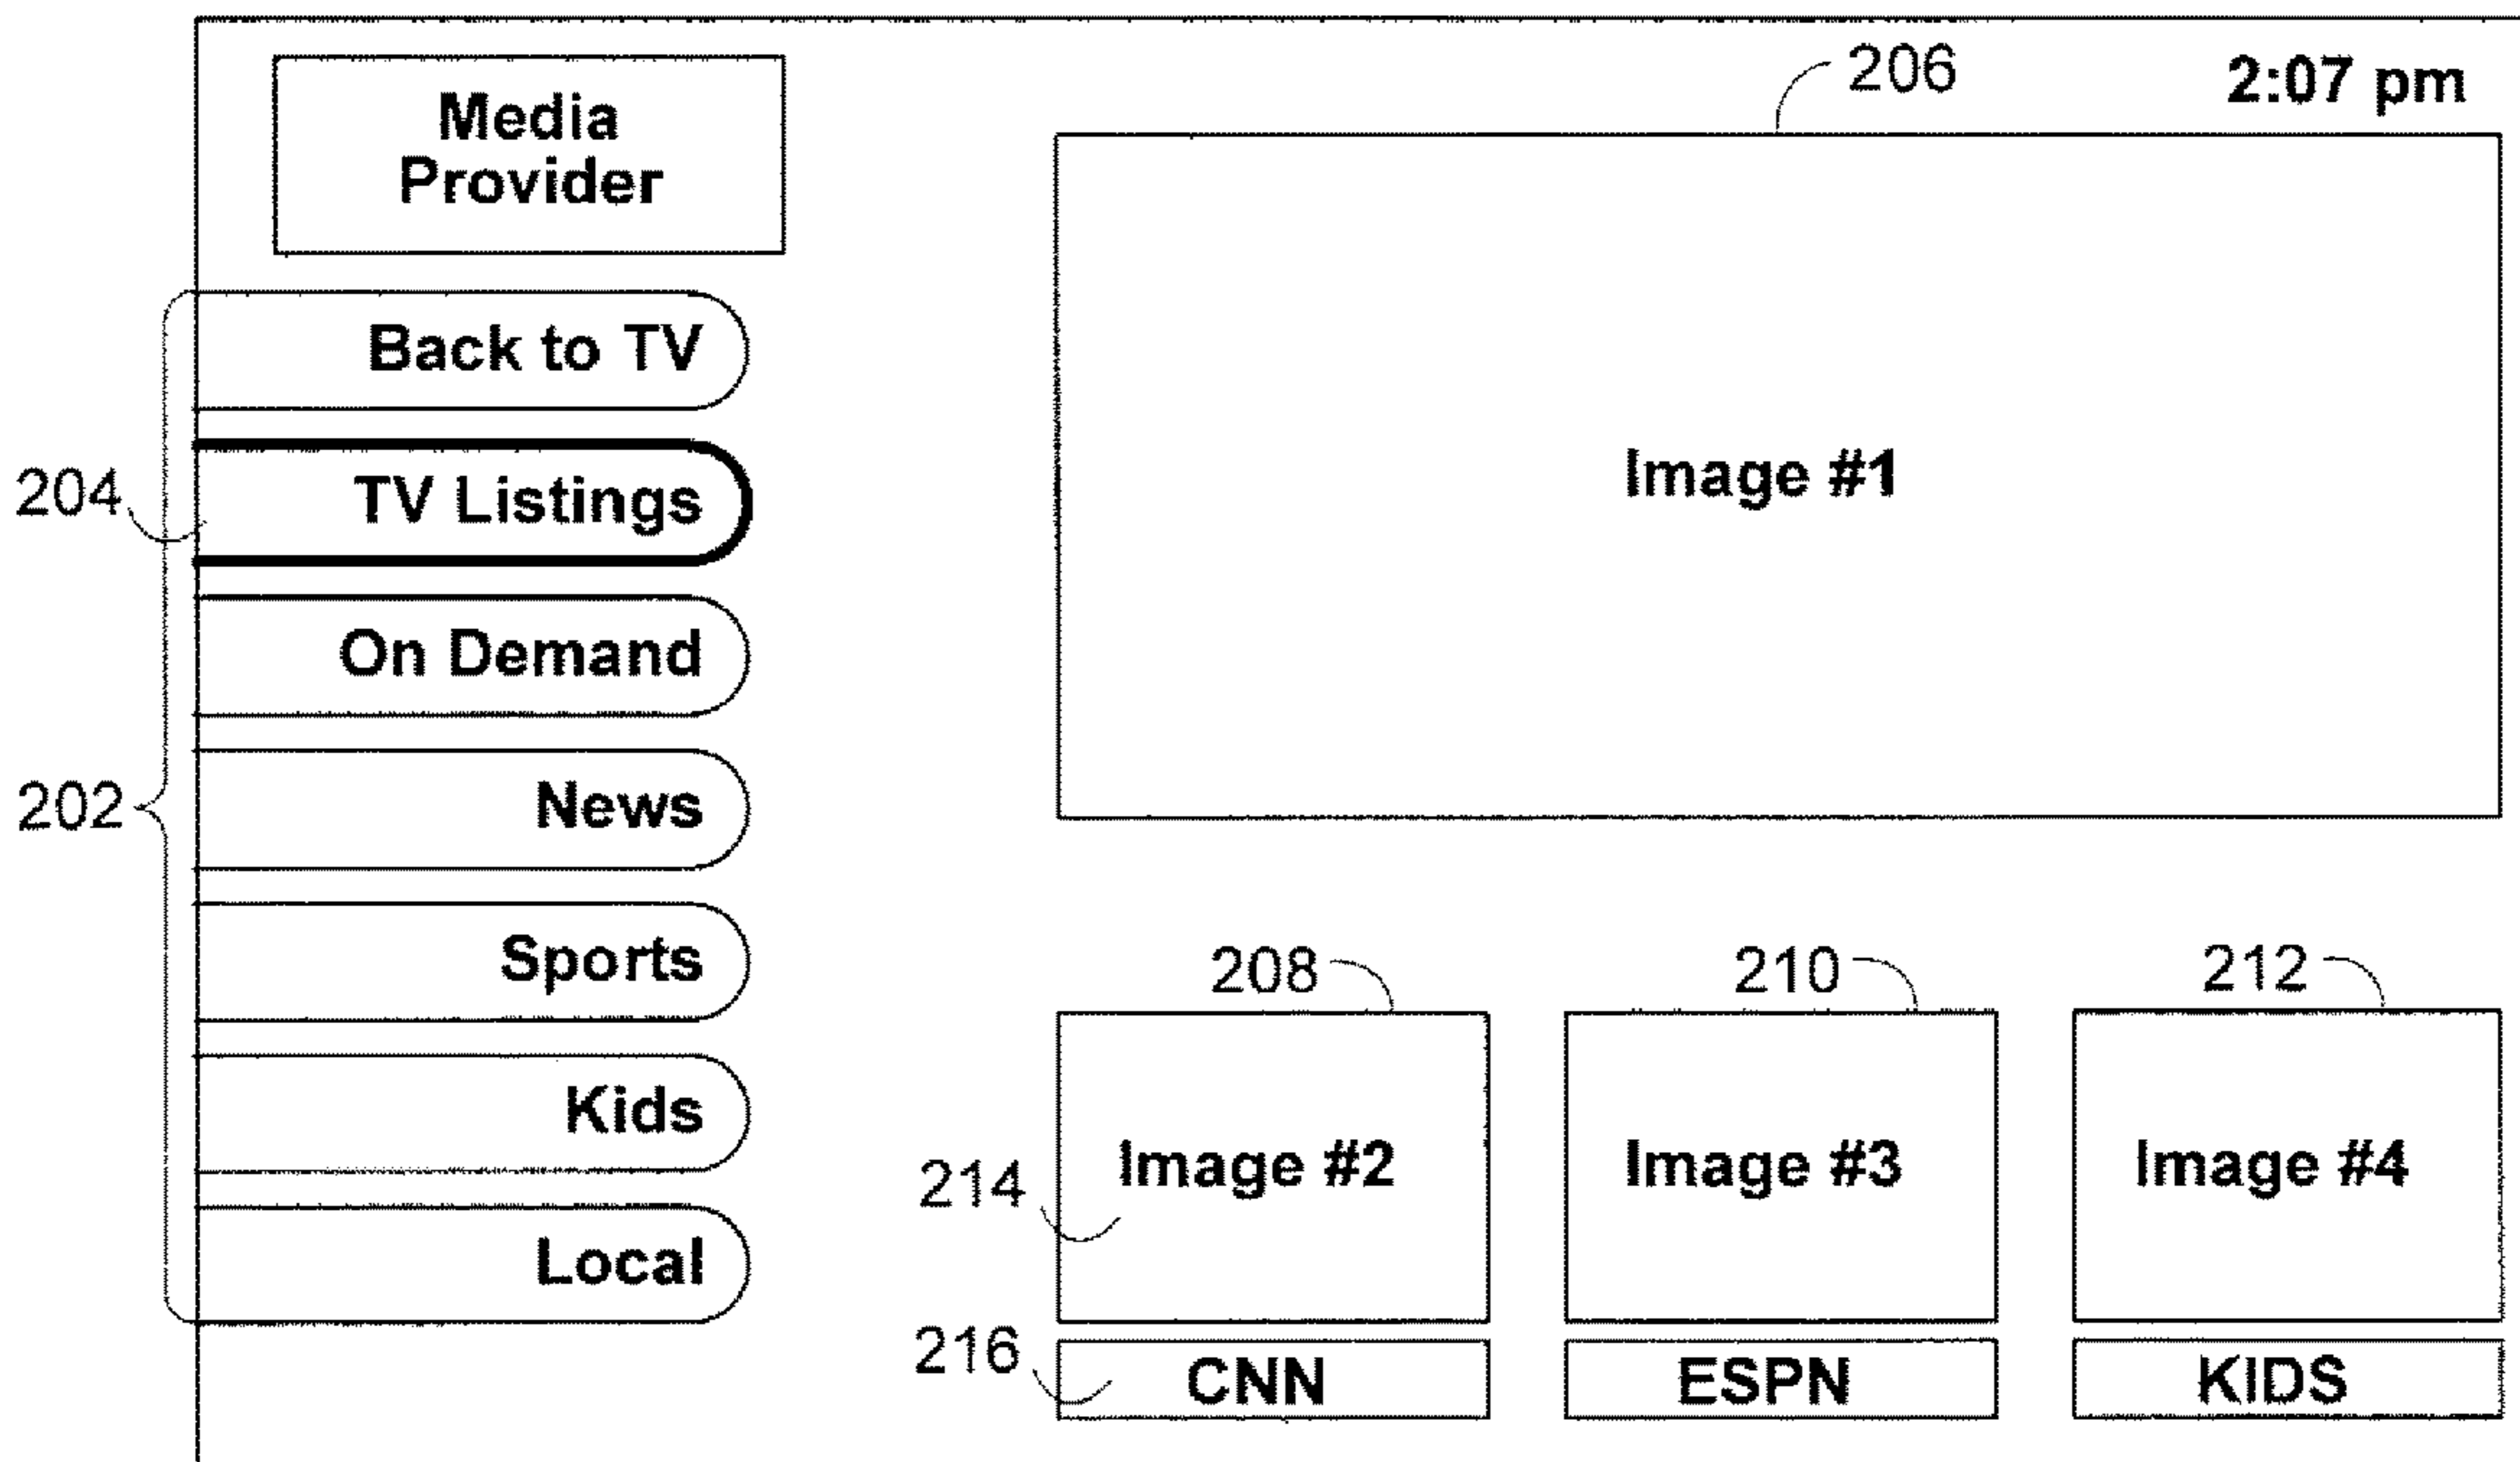 206
2:07 pm
Media
Provider
Back to TV
204
TV Listings
Image #1
On Demand
202
News
Sports
208
210
212
Kids
214
Image #2
Image #3
Image #4
Local
216
CNN
ESPN
KIDS